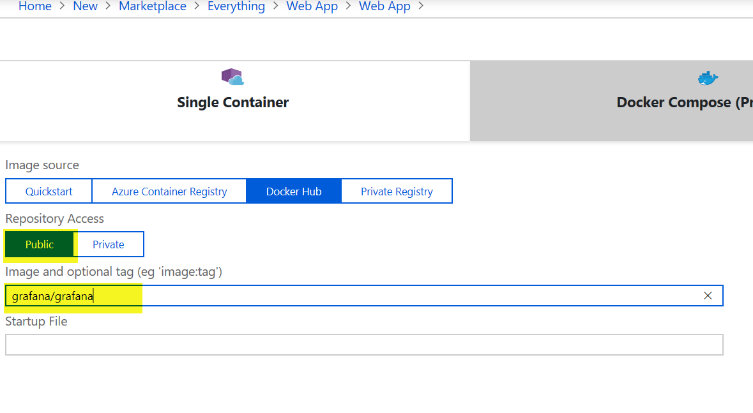 Home > New > Marketplace > Everything > Web App > Web App >
Single Container
Docker Compose (Pr
Image source
Quickstart
Azure Container Registry
Docker Hub
Private Registry
Repository Access
Public
Private
Image and optional tag (eg 'image:tag')
grafana/grafana
Startup File